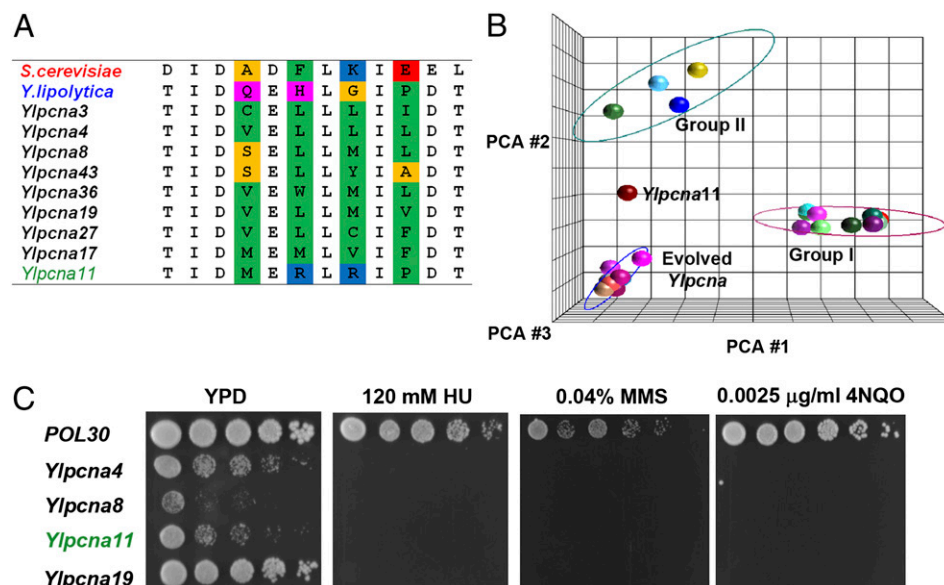 A
S.cerevisiae D I D A D F L K I E E L
Y.lipolytica T I D Q E H L G I P D T
Ylpcna3 T I D C E L L L I I D T
Ylpcna4 T I D V E L L L I L D T
Ylpcna8 T I D S E L L M I L D T
Ylpcna43 T I D S E L L Y I A D T
Ylpcna36 T I D V E W L M I L D T
Ylpcna19 T I D V E L L M I V D T
Ylpcna27 T I D V E L L C I F D T
Ylpcna17 T I D M E M L V I F D T
Ylpcna11 T I D M E R L R I P D T
B
PCA #2
Group II
Ylpcna11
Evolved
Ylpcna
Group I
PCA #3
PCA #1
C
YPD 120 mM HU 0.04% MMS 0.0025 μg/ml 4NQO
POL30
Ylpcna4
Ylpcna8
Ylpcna11
Ylpcna19